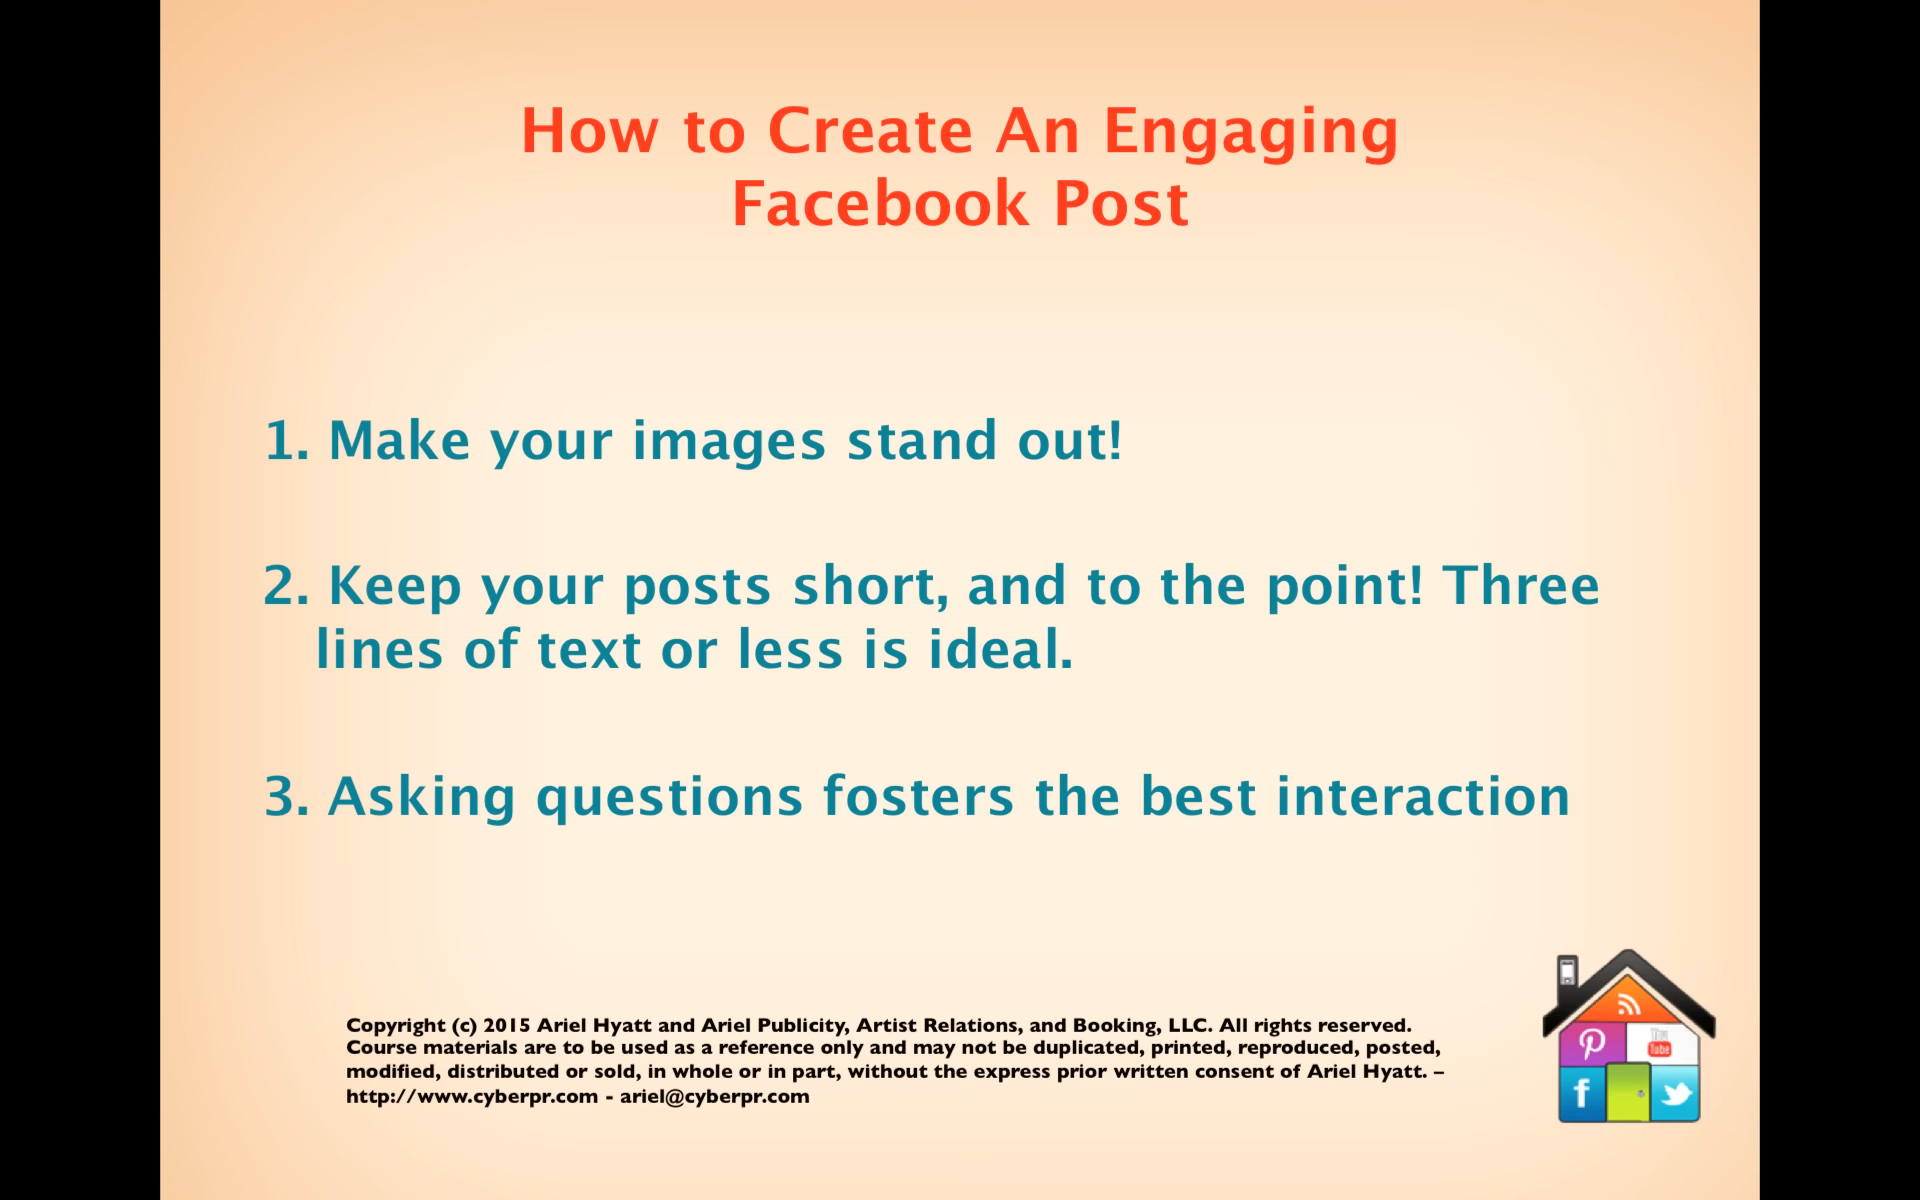 How to Create An Engaging
Facebook Post
1. Make your images stand out!
2. Keep your posts short, and to the point! Three
lines of text or less is ideal.
3. Asking questions fosters the best interaction
Copyright (c) 2015 Ariel Hyatt and Ariel Publicity, Artist Relations, and Booking, LLC. All rights reserved.
Course materials are to be used as a reference only and may not be duplicated, printed, reproduced, posted,
modified, distributed or sold, in whole or in part, without the express prior written consent of Ariel Hyatt. –
http://www.cyberpr.com - ariel@cyberpr.com
You
Tube
f